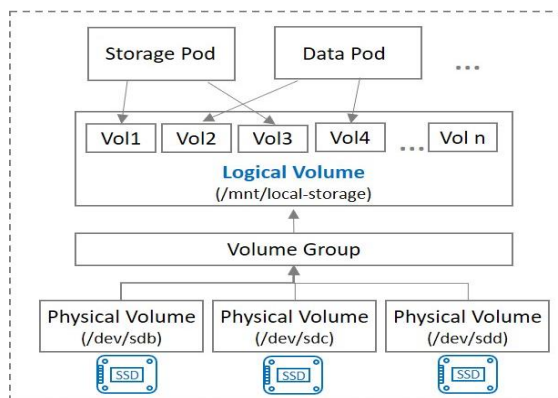 Storage Pod
Data Pod
...
Vol1
Vol2
Vol3
Vol4
...
Vol n
Logical Volume
(/mnt/local-storage)
Volume Group
Physical Volume
(/dev/sdb)
Physical Volume
(/dev/sdc)
Physical Volume
(/dev/sdd)
SSD
SSD
SSD